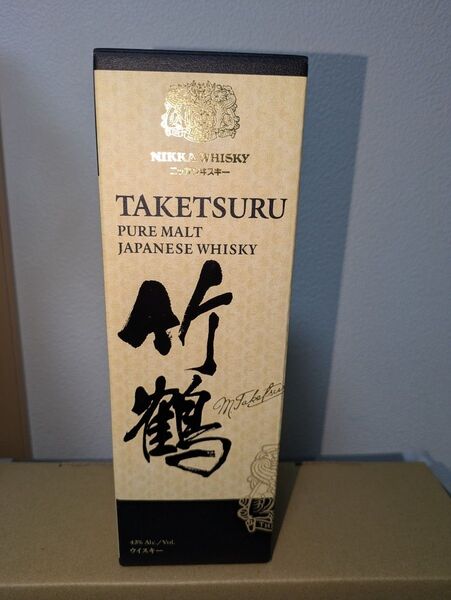 NIKKA WHISKY
ニッカウヰスキー
TAKETSURU
PURE MALT
JAPANESE WHISKY
竹鶴
43% Alc./Vol.
ウイスキー